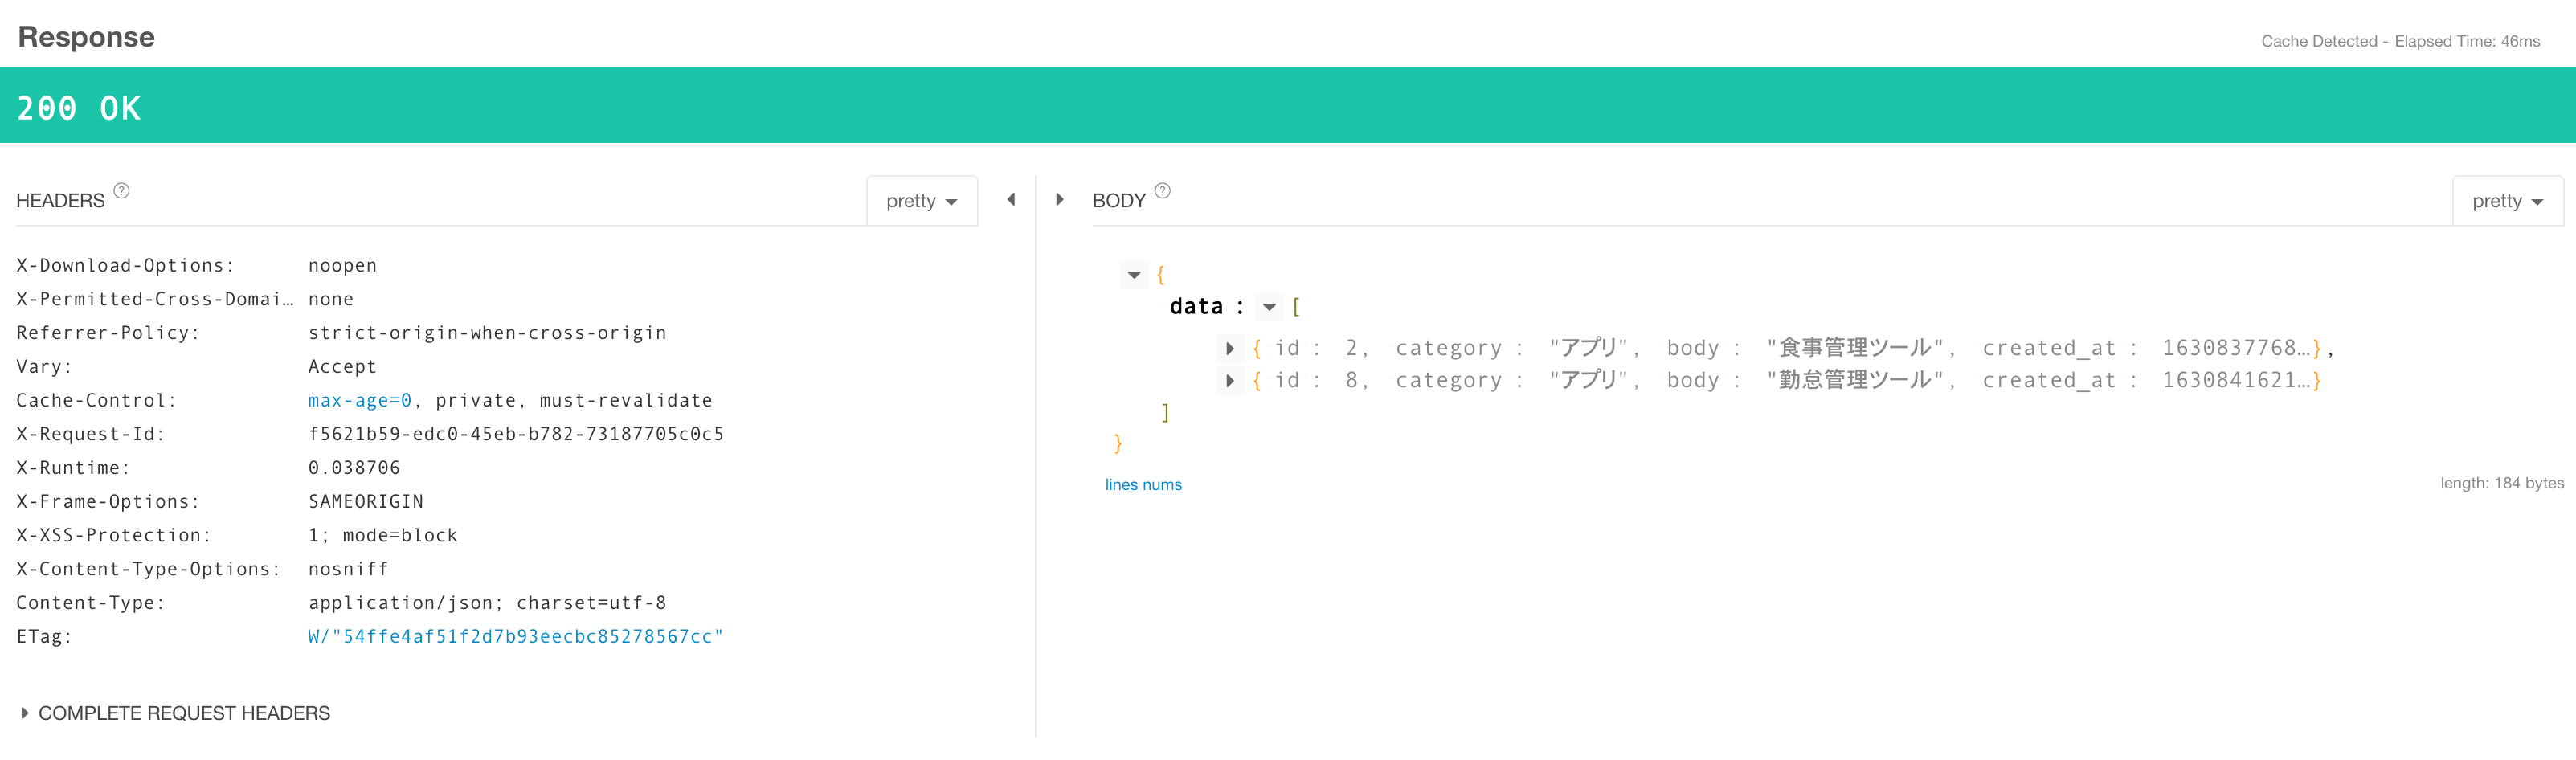 Response
Cache Detected - Elapsed Time: 46ms
200 OK
HEADERS ?
pretty
X-Download-Options: noopen
X-Permitted-Cross-Domai… none
Referrer-Policy: strict-origin-when-cross-origin
Vary: Accept
Cache-Control: max-age=0, private, must-revalidate
X-Request-Id: f5621b59-edc0-45eb-b782-73187705c0c5
X-Runtime: 0.038706
X-Frame-Options: SAMEORIGIN
X-XSS-Protection: 1; mode=block
X-Content-Type-Options: nosniff
Content-Type: application/json; charset=utf-8
ETag: W/"54ffe4af51f2d7b93eecbc85278567cc"
COMPLETE REQUEST HEADERS
BODY ?
pretty
{
data : [
{ id : 2, category : "アプリ", body : "食事管理ツール", created_at : 1630837768…},
{ id : 8, category : "アプリ", body : "勤怠管理ツール", created_at : 1630841621…}
]
}
lines nums
length: 184 bytes